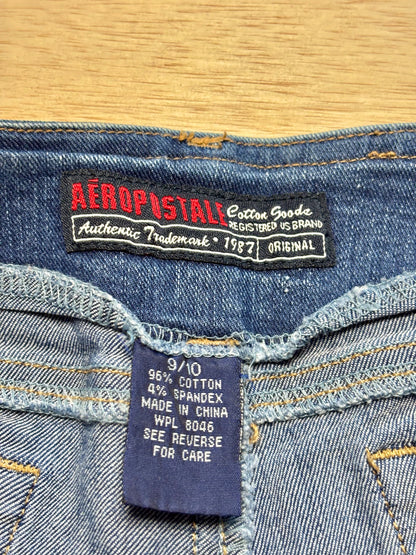 AÉROPOSTALE Cotton Goods
REGISTERED US BRAND
Authentic Trademark • 1987 ORIGINAL
9/10
96% COTTON
4% SPANDEX
MADE IN CHINA
WPL 8046
SEE REVERSE
FOR CARE